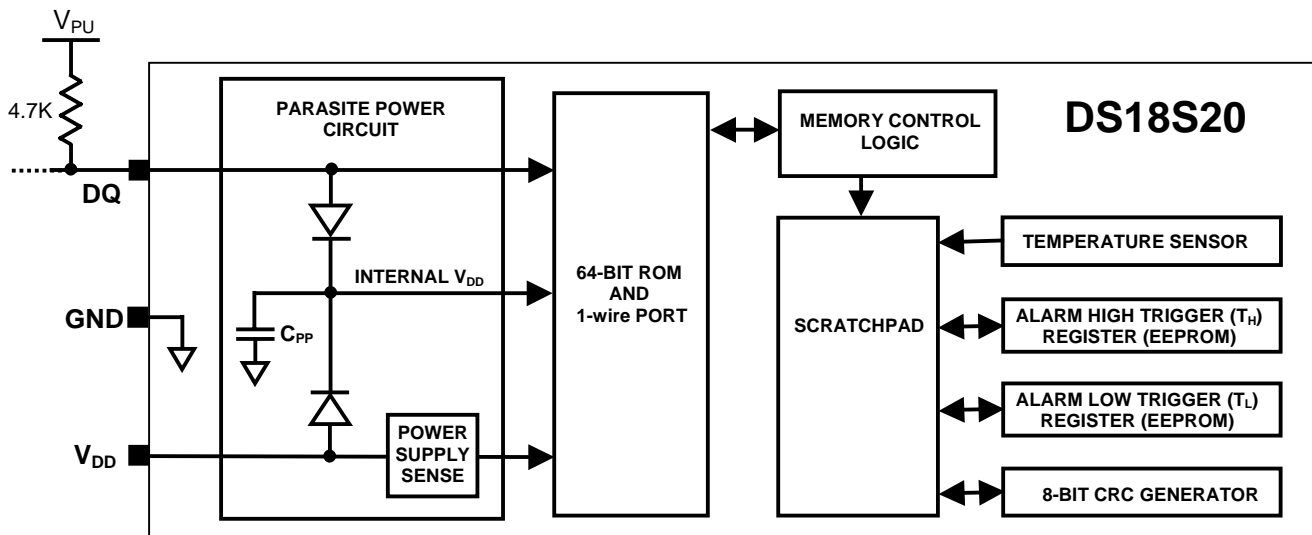 V_PU
4.7K
DQ
GND
V_DD
PARASITE POWER
CIRCUIT
INTERNAL V_DD
C_PP
POWER
SUPPLY
SENSE
64-BIT ROM
AND
1-wire PORT
MEMORY CONTROL
LOGIC
DS18S20
SCRATCHPAD
TEMPERATURE SENSOR
ALARM HIGH TRIGGER (T_H)
REGISTER (EEPROM)
ALARM LOW TRIGGER (T_L)
REGISTER (EEPROM)
8-BIT CRC GENERATOR